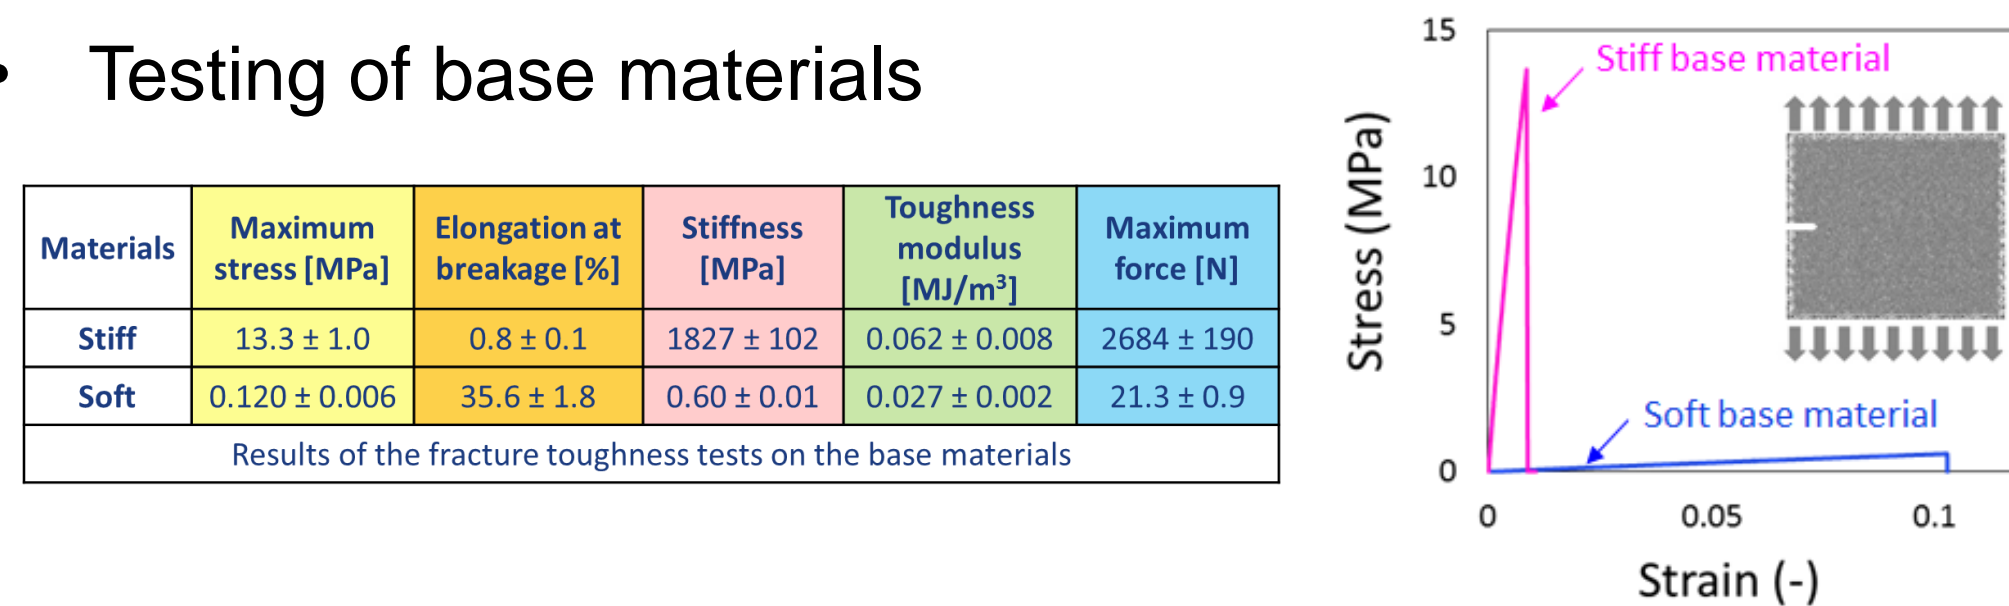 • Testing of base materials
Materials
Maximum
stress [MPa]
Elongation at
breakage [%]
Stiffness
[MPa]
Toughness
modulus
[MJ/m³]
Maximum
force [N]
Stiff 13.3 ± 1.0 0.8 ± 0.1 1827 ± 102 0.062 ± 0.008 2684 ± 190
Soft 0.120 ± 0.006 35.6 ± 1.8 0.60 ± 0.01 0.027 ± 0.002 21.3 ± 0.9
Results of the fracture toughness tests on the base materials
Stress (MPa)
15
10
5
0
Stiff base material
Soft base material
0 0.05 0.1
Strain (-)